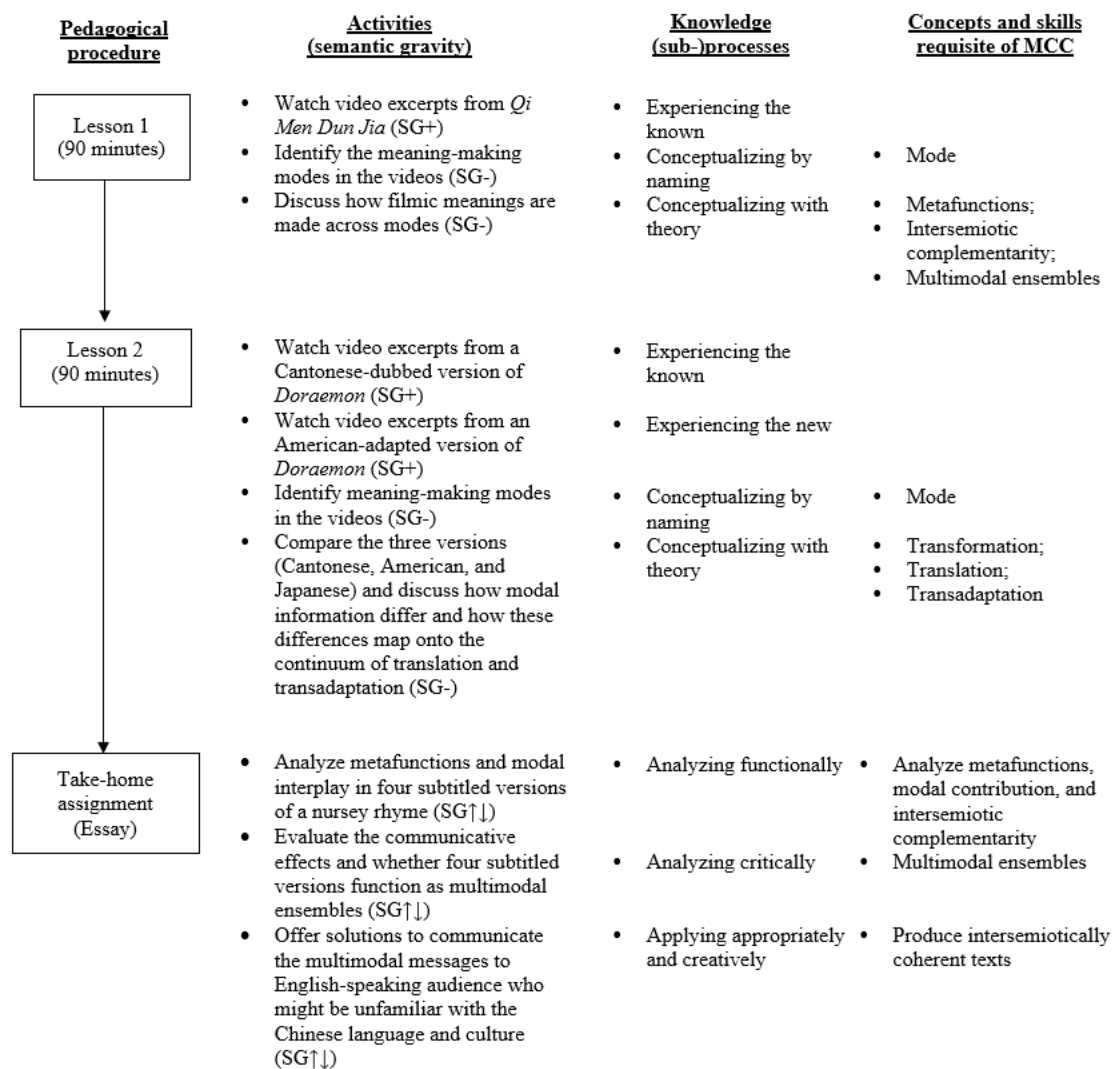 Pedagogical
procedure
Activities
(semantic gravity)
Knowledge
(sub-)processes
Concepts and skills
requisite of MCC
Lesson 1
(90 minutes)
• Watch video excerpts from Qi
Men Dun Jia (SG+)
• Identify the meaning-making
modes in the videos (SG-)
• Discuss how filmic meanings are
made across modes (SG-)
• Experiencing the
known
• Conceptualizing by
naming
• Conceptualizing with
theory
• Mode
• Metafunctions;
• Intersemiotic
complementarity;
• Multimodal ensembles
Lesson 2
(90 minutes)
• Watch video excerpts from a
Cantonese-dubbed version of
Doraemon (SG+)
• Watch video excerpts from an
American-adapted version of
Doraemon (SG+)
• Identify meaning-making modes
in the videos (SG-)
• Compare the three versions
(Cantonese, American, and
Japanese) and discuss how modal
information differ and how these
differences map onto the
continuum of translation and
transadaptation (SG-)
• Experiencing the
known
• Experiencing the new
• Conceptualizing by
naming
• Conceptualizing with
theory
• Mode
• Transformation;
• Translation;
• Transadaptation
Take-home
assignment
(Essay)
• Analyze metafunctions and modal
interplay in four subtitled versions
of a nursey rhyme (SG↑↓)
• Evaluate the communicative
effects and whether four subtitled
versions function as multimodal
ensembles (SG↑↓)
• Offer solutions to communicate
the multimodal messages to
English-speaking audience who
might be unfamiliar with the
Chinese language and culture
(SG↑↓)
• Analyzing functionally
• Analyzing critically
• Applying appropriately
and creatively
• Analyze metafunctions,
modal contribution, and
intersemiotic
complementarity
• Multimodal ensembles
• Produce intersemiotically
coherent texts